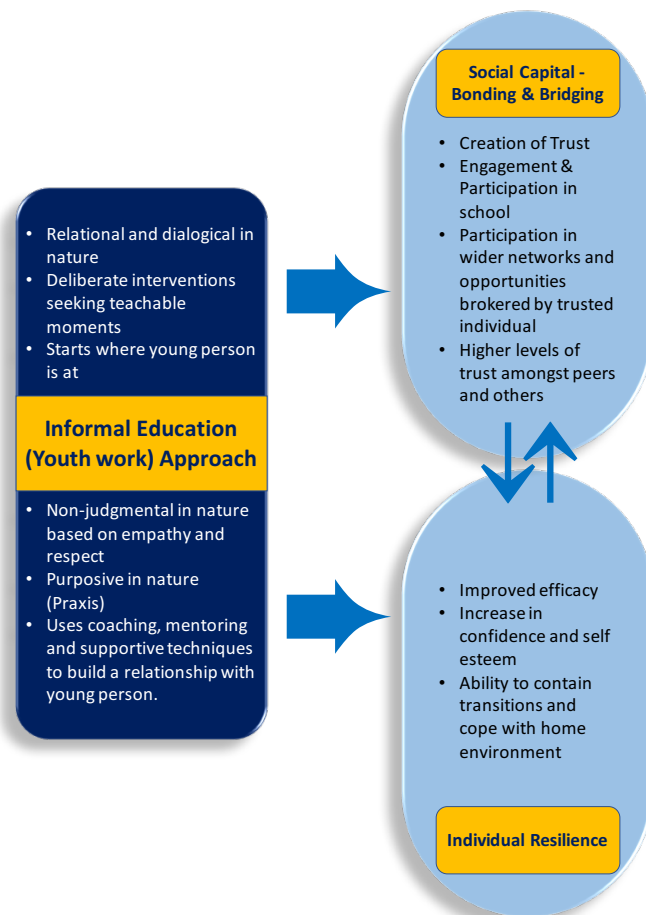 • Relational and dialogical in
nature
• Deliberate interventions
seeking teachable
moments
• Starts where young person
is at
Informal Education
(Youth work) Approach
• Non-judgmental in nature
based on empathy and
respect
• Purposive in nature
(Praxis)
• Uses coaching, mentoring
and supportive techniques
to build a relationship with
young person.
Social Capital -
Bonding & Bridging
• Creation of Trust
• Engagement &
Participation in
school
• Participation in
wider networks and
opportunities
brokered by trusted
individual
• Higher levels of
trust amongst peers
and others
• Improved efficacy
• Increase in
confidence and self
esteem
• Ability to contain
transitions and
cope with home
environment
Individual Resilience